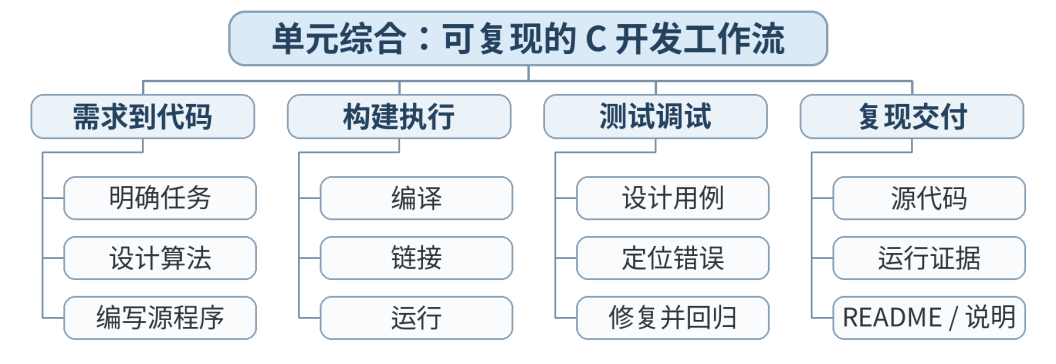 单元综合：可复现的 C 开发工作流
需求到代码
构建执行
测试调试
复现交付
明确任务
编译
设计用例
源代码
设计算法
链接
定位错误
运行证据
编写源程序
运行
修复并回归
README / 说明